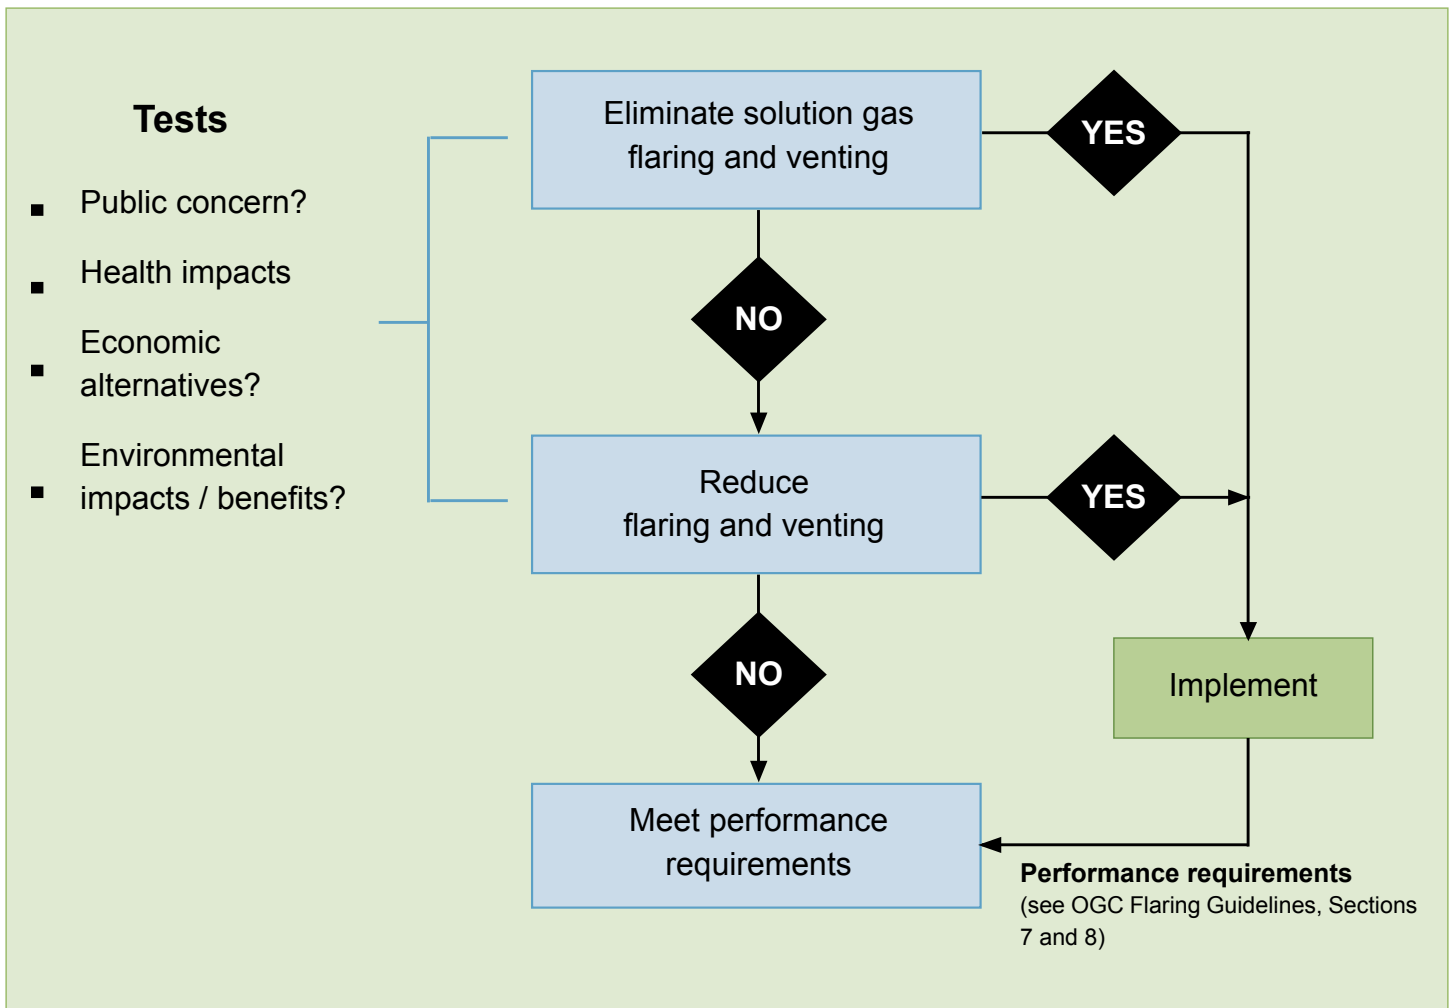 Tests
▪ Public concern?
▪ Health impacts
▪ Economic
alternatives?
▪ Environmental
impacts / benefits?
Eliminate solution gas
flaring and venting
YES
NO
Reduce
flaring and venting
YES
NO
Implement
Meet performance
requirements
Performance requirements
(see OGC Flaring Guidelines, Sections
7 and 8)